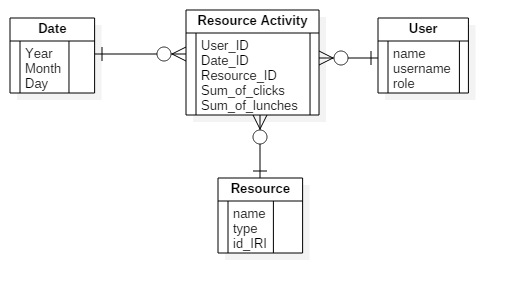 Date
Year
Month
Day
Resource Activity
User_ID
Date_ID
Resource_ID
Sum_of_clicks
Sum_of_lunches
User
name
username
role
Resource
name
type
id_IRI